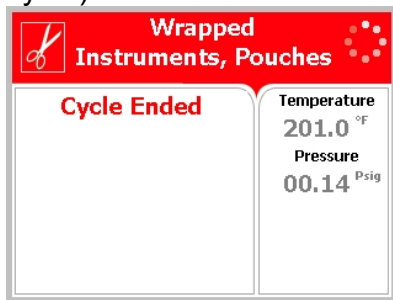 Wrapped
Instruments, Pouches
Cycle Ended
Temperature
201.0 °F
Pressure
00.14 Psig